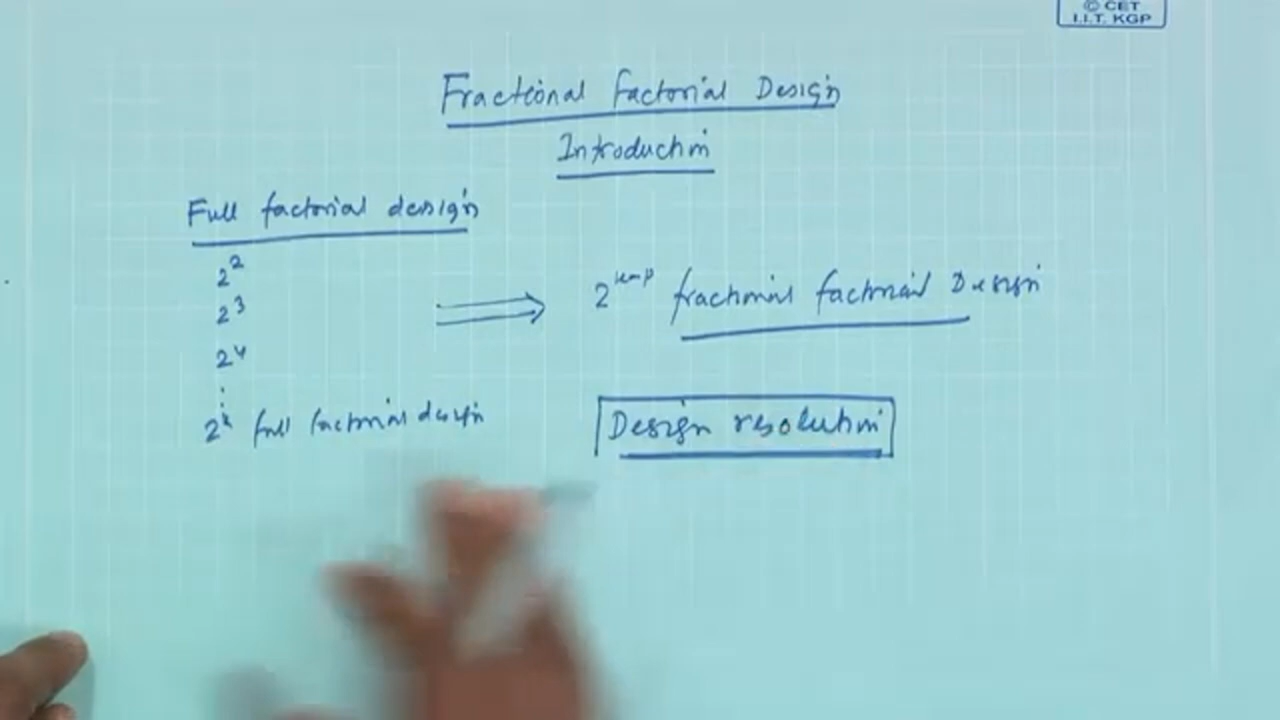 © CET
I.I.T. KGP
Fractional Factorial Design
Introduction
Full factorial design
2²
2³
2⁴
⋮
2ᵏ full factorial design
⟹
2ᵏ⁻ᵖ fractional factorial Design
Design resolution